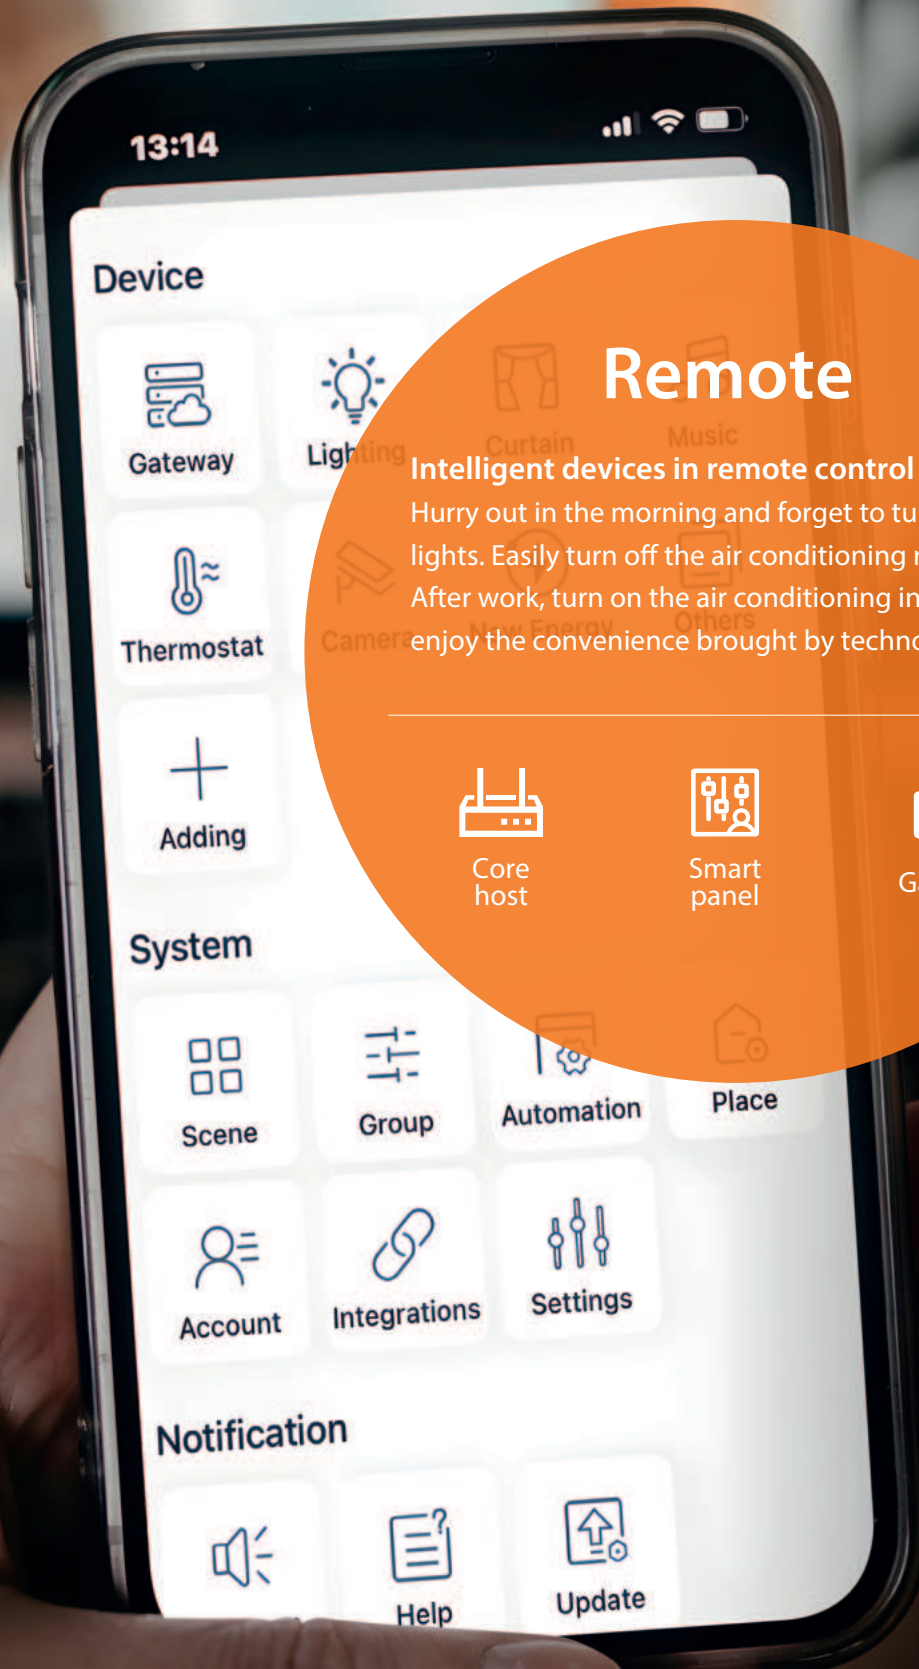 13:14
Device
Gateway
Lighting
Curtain
Music
Thermostat
Camera
New Energy
Others
Adding
System
Scene
Group
Automation
Place
Account
Integrations
Settings
Notification
Help
Update
Remote
Intelligent devices in remote control
Hurry out in the morning and forget to
lights. Easily turn off the air conditioning
After work, turn on the air conditioning in
enjoy the convenience brought by
Core
host
Smart
panel